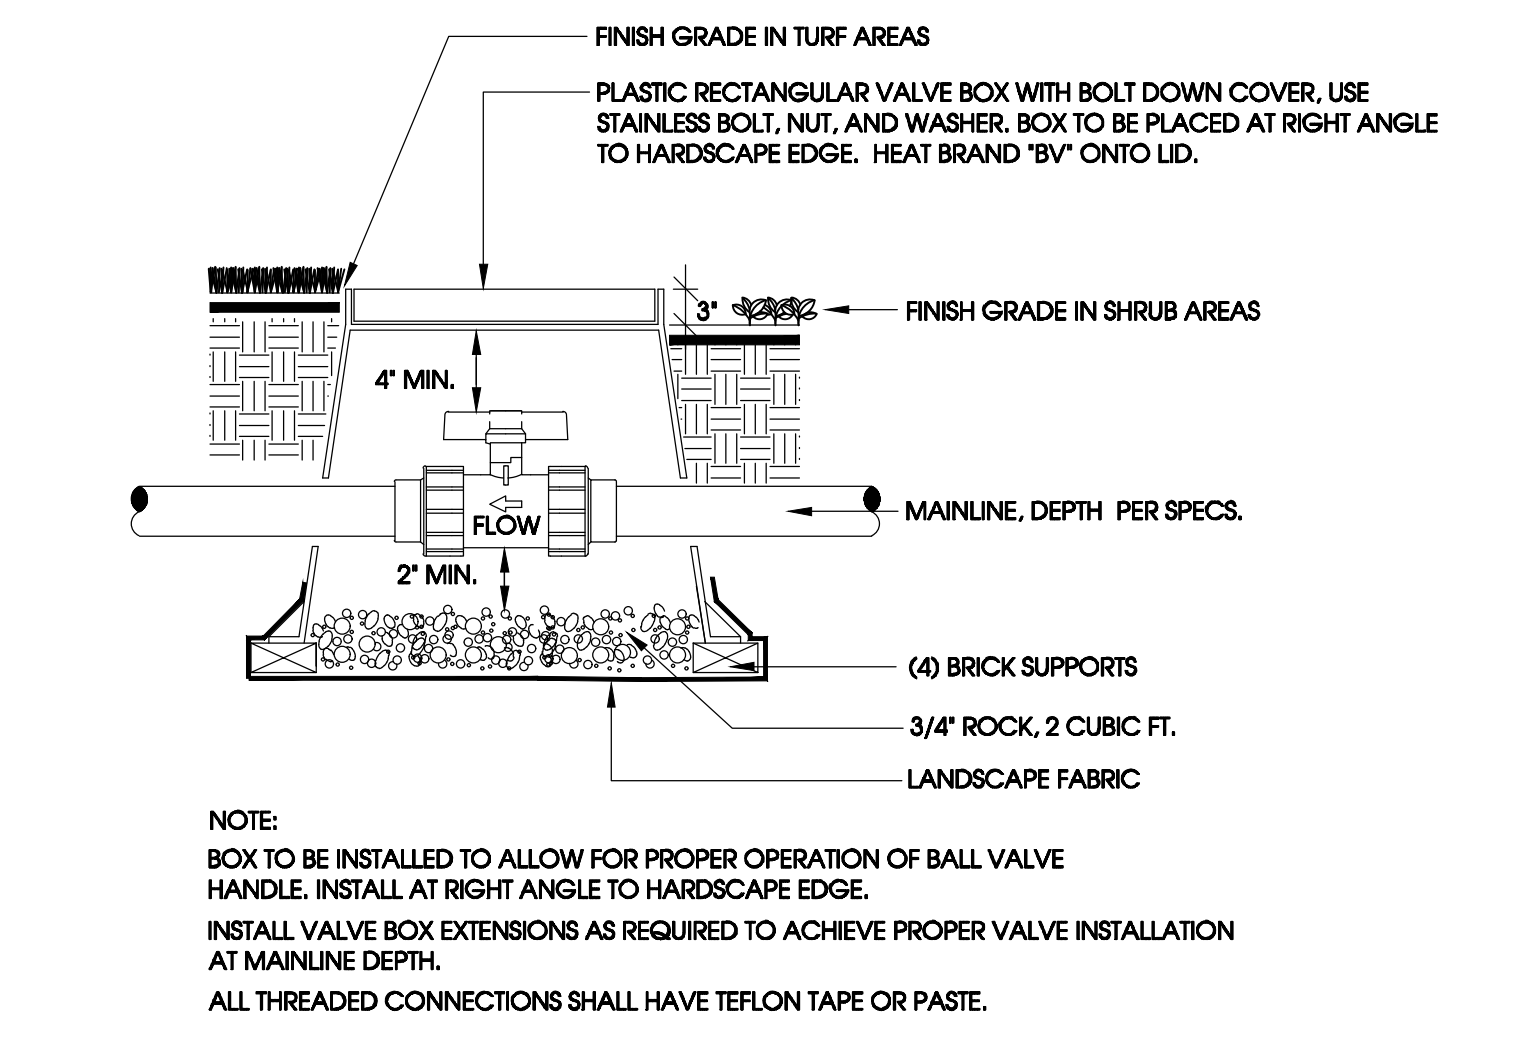 FINISH GRADE IN TURF AREAS
PLASTIC RECTANGULAR VALVE BOX WITH BOLT DOWN COVER, USE
STAINLESS BOLT, NUT, AND WASHER. BOX TO BE PLACED AT RIGHT ANGLE
TO HARDSCAPE EDGE.  HEAT BRAND "BV" ONTO LID.
3"
FINISH GRADE IN SHRUB AREAS
4" MIN.
MAINLINE, DEPTH  PER SPECS.
FLOW
2" MIN.
(4) BRICK SUPPORTS
3/4" ROCK, 2 CUBIC FT.
LANDSCAPE FABRIC
NOTE:
BOX TO BE INSTALLED TO ALLOW FOR PROPER OPERATION OF BALL VALVE
HANDLE. INSTALL AT RIGHT ANGLE TO HARDSCAPE EDGE.
INSTALL VALVE BOX EXTENSIONS AS REQUIRED TO ACHIEVE PROPER VALVE INSTALLATION
AT MAINLINE DEPTH.
ALL THREADED CONNECTIONS SHALL HAVE TEFLON TAPE OR PASTE.